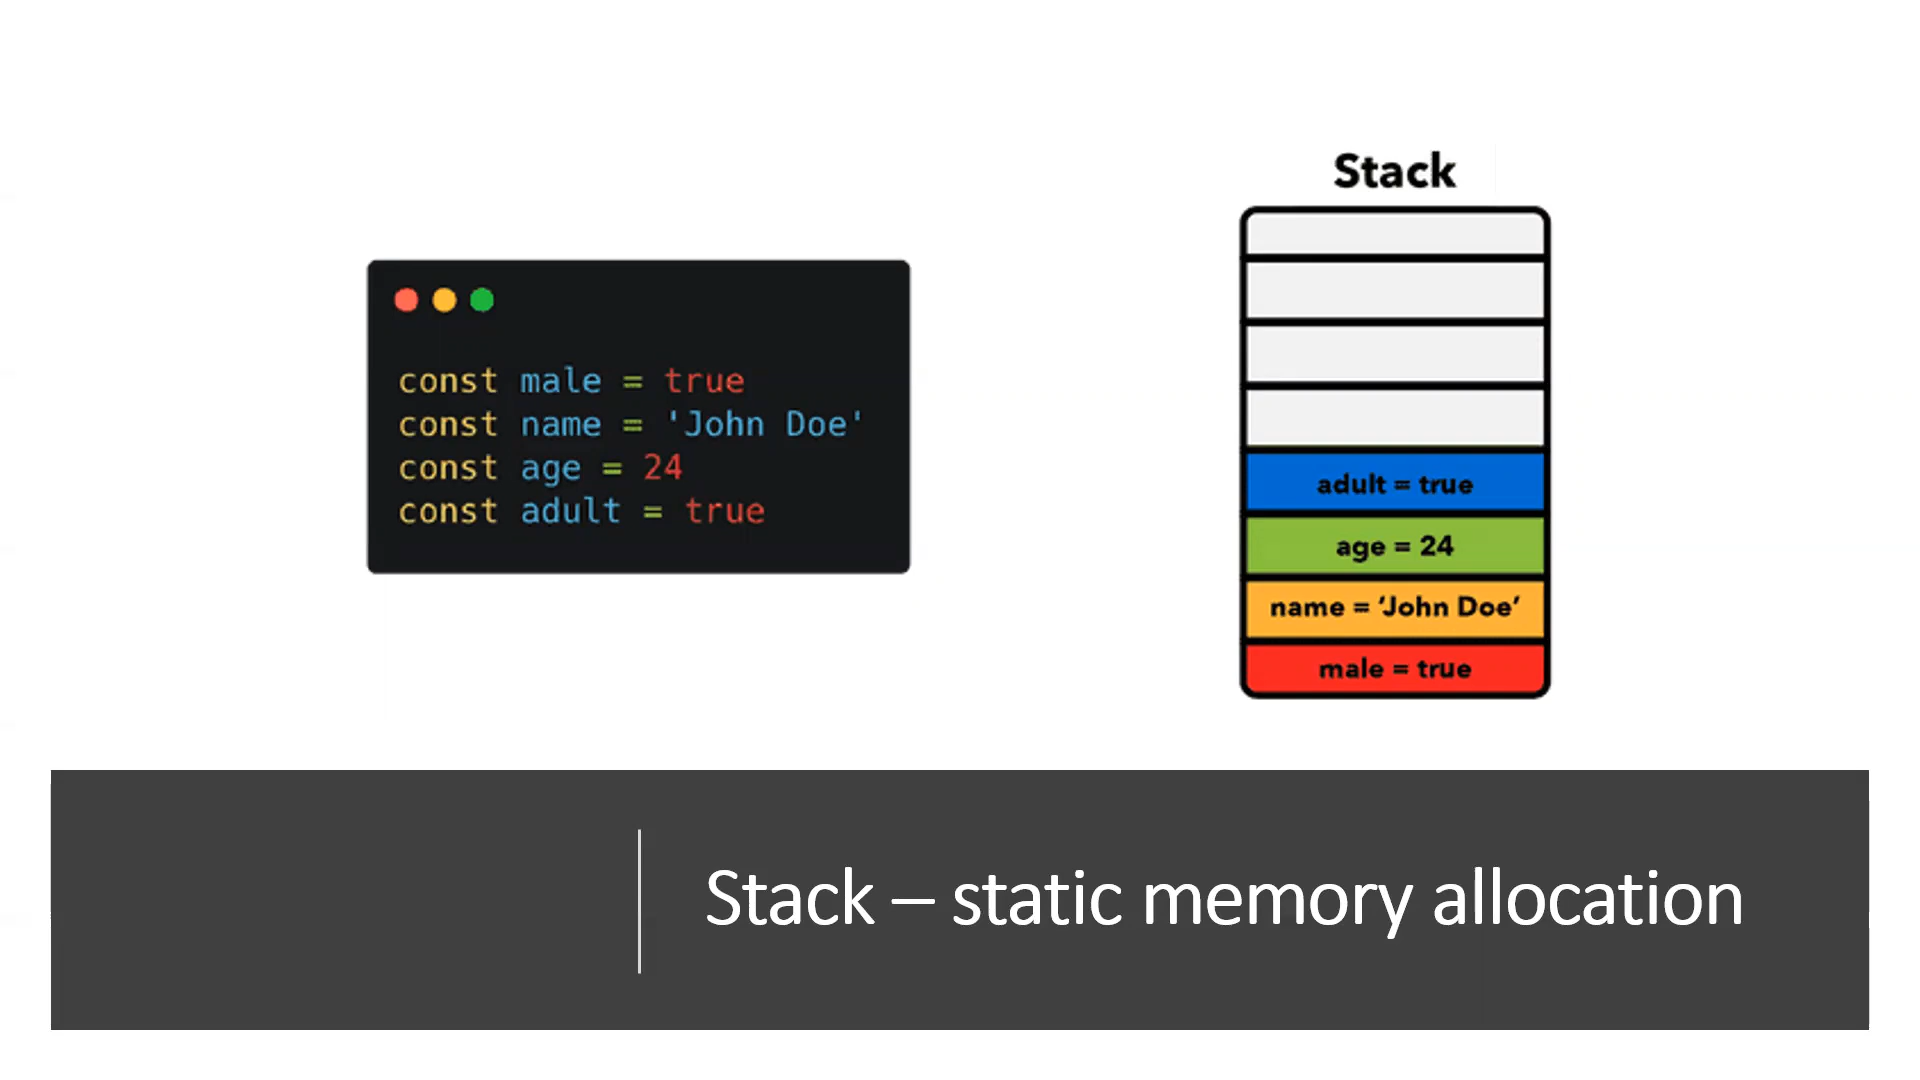 const male = true
const name = 'John Doe'
const age = 24
const adult = true
Stack
adult = true
age = 24
name = ‘John Doe’
male = true
Stack – static memory allocation